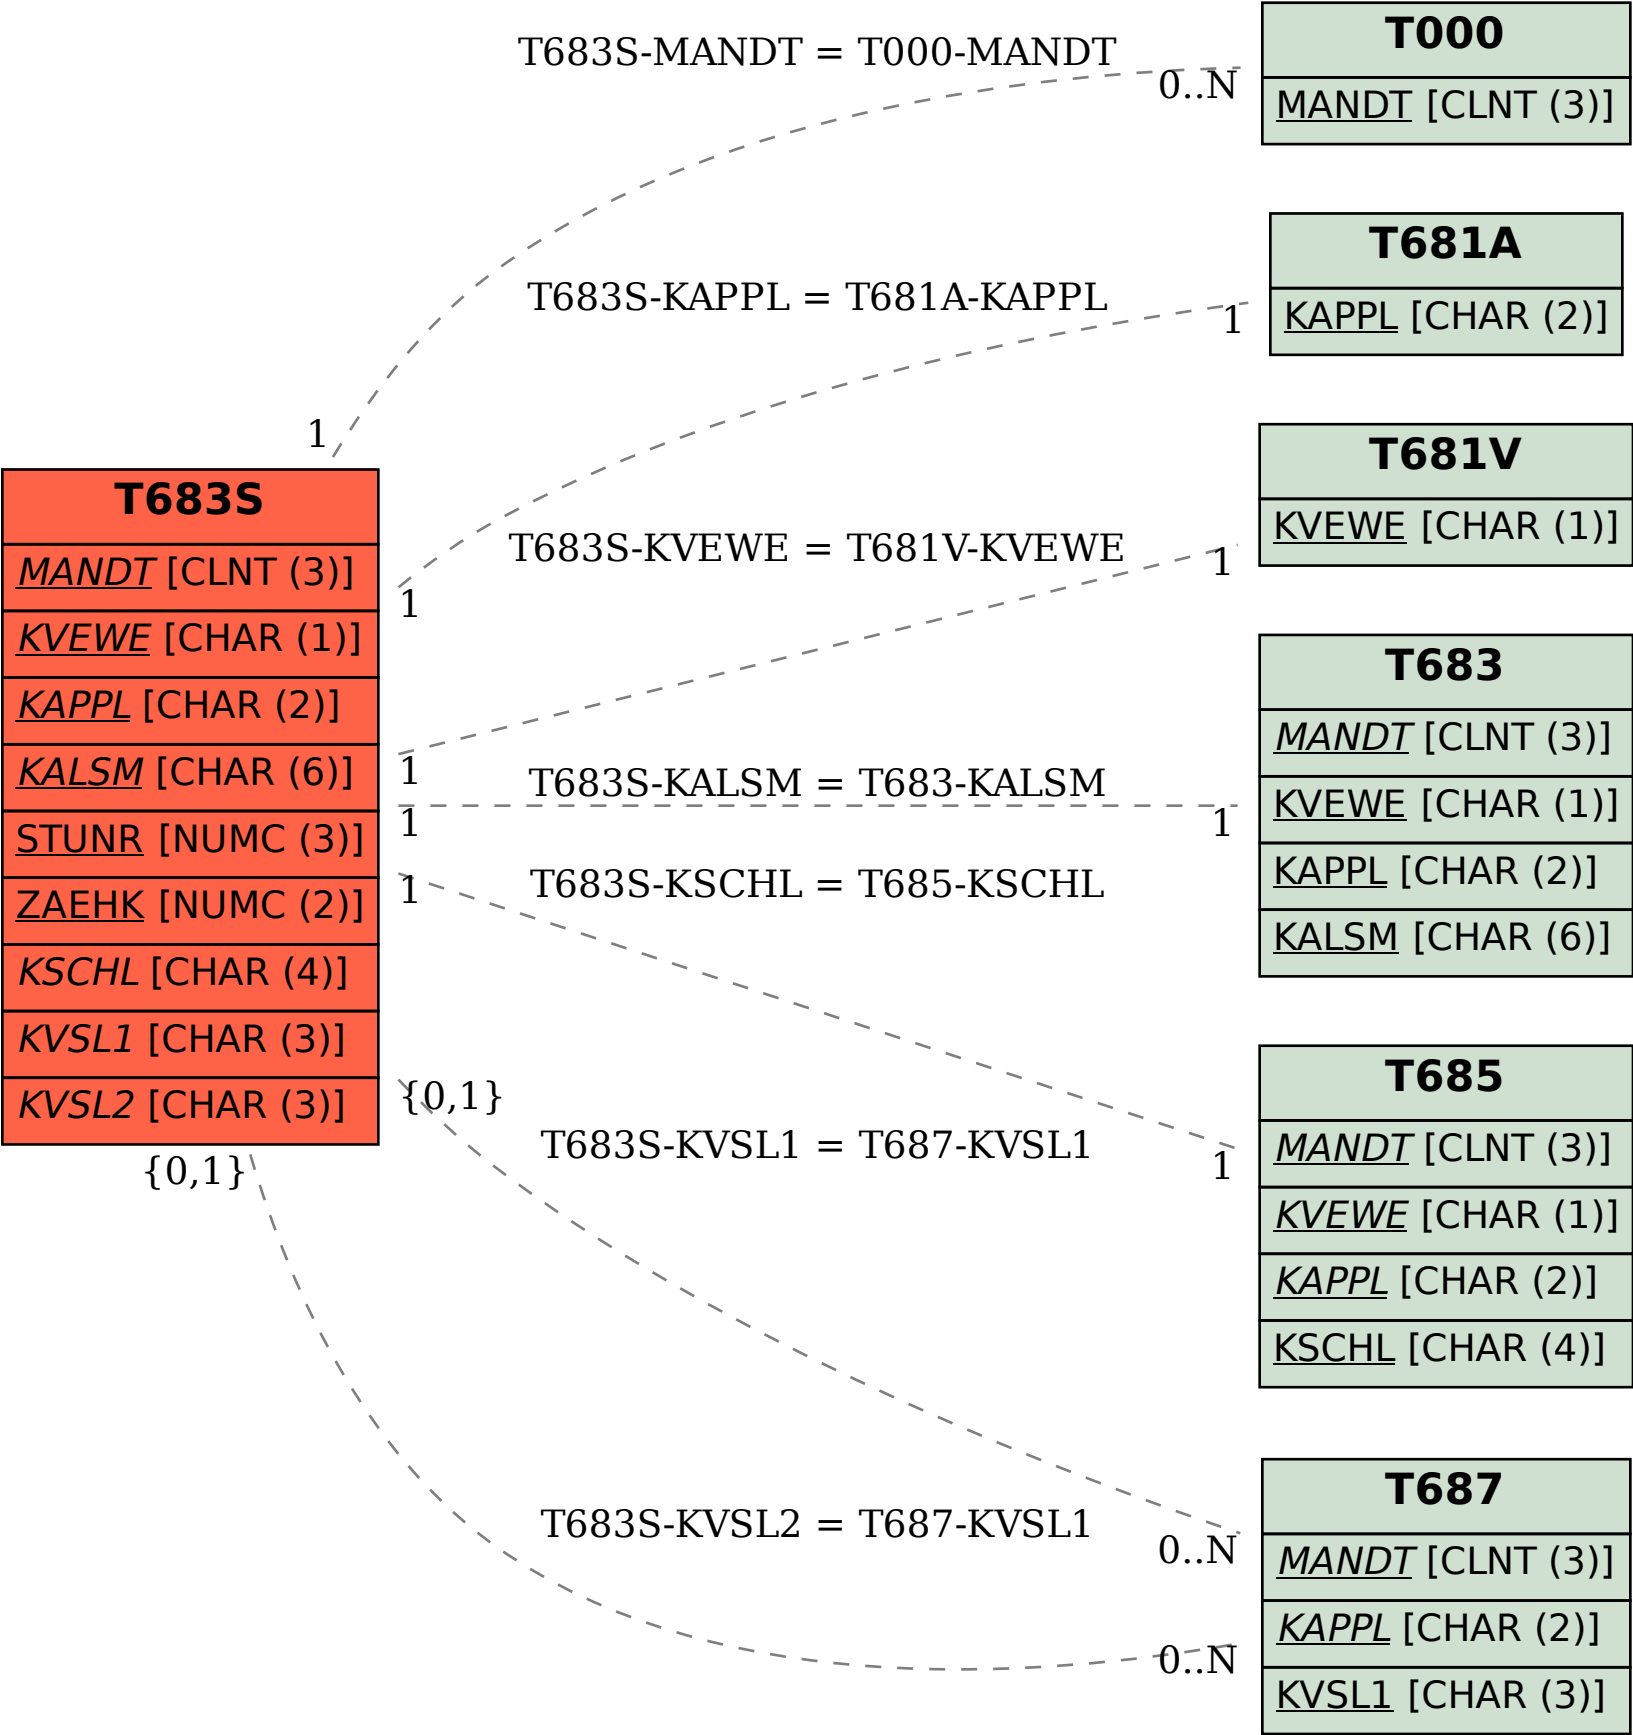 T683S-MANDT = T000-MANDT
0..N
1
T000
MANDT [CLNT (3)]
T683S-KAPPL = T681A-KAPPL
1
1
T681A
KAPPL [CHAR (2)]
T683S-KVEWE = T681V-KVEWE
1
1
T681V
KVEWE [CHAR (1)]
T683S
MANDT [CLNT (3)]
KVEWE [CHAR (1)]
KAPPL [CHAR (2)]
KALSM [CHAR (6)]
STUNR [NUMC (3)]
ZAEHK [NUMC (2)]
KSCHL [CHAR (4)]
KVSL1 [CHAR (3)]
KVSL2 [CHAR (3)]
T683S-KALSM = T683-KALSM
1
1
T683
MANDT [CLNT (3)]
KVEWE [CHAR (1)]
KAPPL [CHAR (2)]
KALSM [CHAR (6)]
T683S-KSCHL = T685-KSCHL
1
1
T685
MANDT [CLNT (3)]
KVEWE [CHAR (1)]
KAPPL [CHAR (2)]
KSCHL [CHAR (4)]
{0,1}
T683S-KVSL1 = T687-KVSL1
0..N
{0,1}
T683S-KVSL2 = T687-KVSL1
0..N
T687
MANDT [CLNT (3)]
KAPPL [CHAR (2)]
KVSL1 [CHAR (3)]